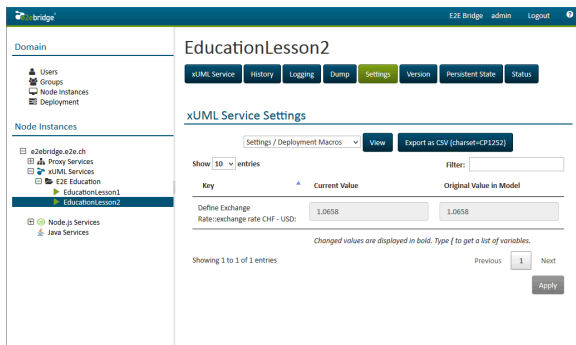 e2ebridge
E2E Bridge admin Logout
Domain
Users
Groups
Node Instances
Deployment
Node Instances
e2ebridge.e2e.ch
Proxy Services
xUML Services
E2E Education
EducationLesson1
EducationLesson2
Node.js Services
Java Services
EducationLesson2
xUML Service History Logging Dump Settings Version Persistent State Status
xUML Service Settings
Settings / Deployment Macros View Export as CSV (charset=CP1252)
Show 10 entries Filter:
Key Current Value Original Value in Model
Define Exchange
Rate::exchange rate CHF - USD: 1.0658 1.0658
Changed values are displayed in bold. Type { to get a list of variables.
Showing 1 to 1 of 1 entries Previous 1 Next
Apply